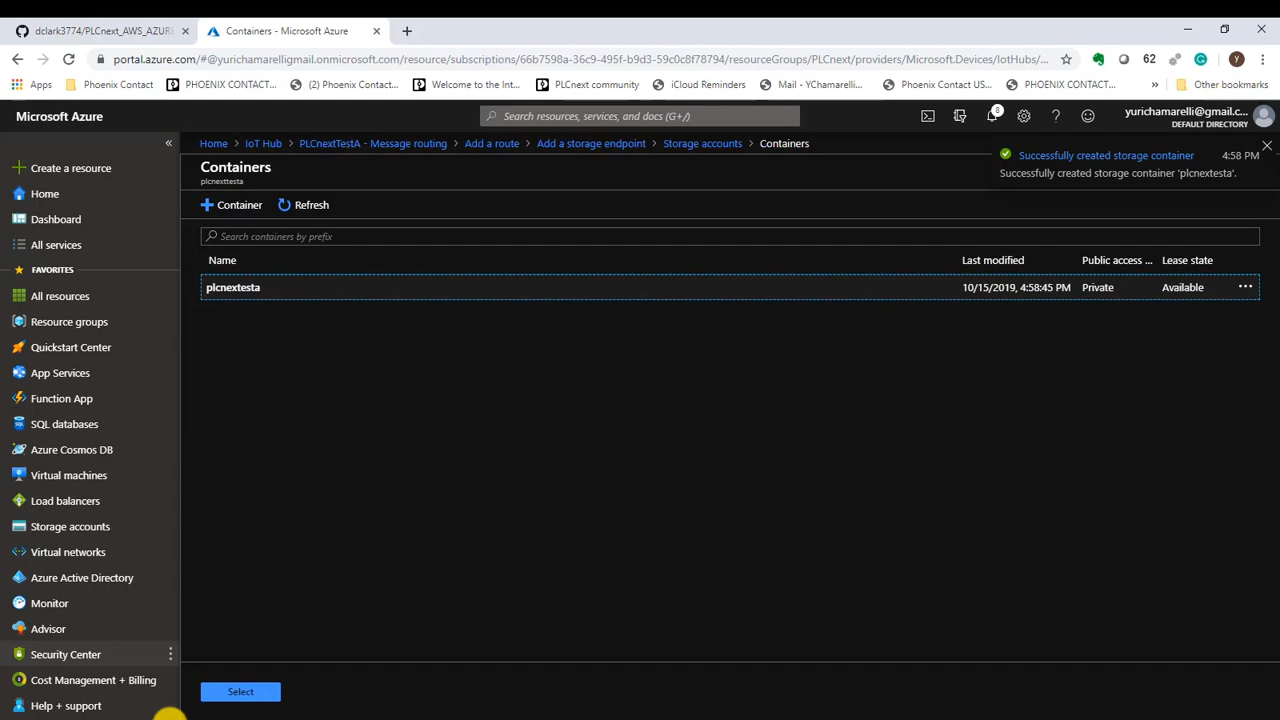 dclark3774/PLCnext_AWS_AZURE
Containers - Microsoft Azure
portal.azure.com/#@yurichamarelligmail.onmicrosoft.com/resource/subscriptions/66b7598a-36c9-495f-b9d3-59c0c8f78794/resourceGroups/PLCnext/providers/Microsoft.Devices/IotHubs/...
62
y
Apps
Phoenix Contact
PHOENIX CONTACT...
(2) Phoenix Contact...
Welcome to the Int...
PLCnext community
iCloud Reminders
Mail - YChamarelli...
Phoenix Contact US...
PHOENIX CONTACT...
»
Other bookmarks
Microsoft Azure
Search resources, services, and docs (G+/)
8
yurichamarelli@gmail.c...
DEFAULT DIRECTORY
«
Create a resource
Home
Dashboard
All services
FAVORITES
All resources
Resource groups
Quickstart Center
App Services
Function App
SQL databases
Azure Cosmos DB
Virtual machines
Load balancers
Storage accounts
Virtual networks
Azure Active Directory
Monitor
Advisor
Security Center
Cost Management + Billing
Help + support
Home > IoT Hub > PLCnextTestA - Message routing > Add a route > Add a storage endpoint > Storage accounts > Containers
Containers
plcnexttesta
Successfully created storage container 4:58 PM
Successfully created storage container 'plcnextesta'.
+ Container Refresh
Search containers by prefix
Name Last modified Public access ... Lease state
plcnextesta 10/15/2019, 4:58:45 PM Private Available ...
Select